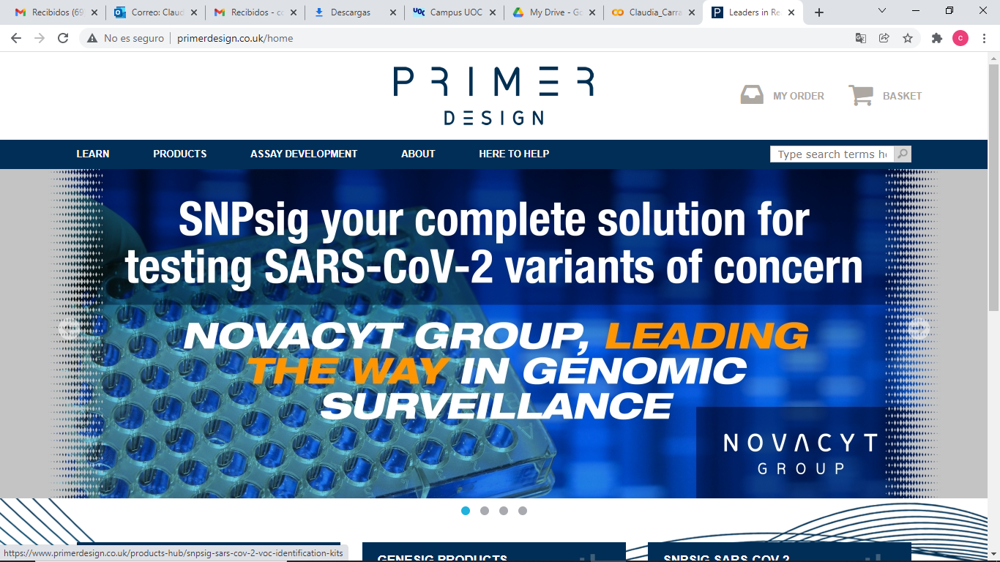 Recibidos (69
Correo: Claud
Recibidos - co
Descargas
Campus UOC
My Drive - Go
Claudia_Carra
Leaders in Re
No es seguro
primerdesign.co.uk/home
c
PRIMER
DESIGN
MY ORDER
BASKET
LEARN
PRODUCTS
ASSAY DEVELOPMENT
ABOUT
HERE TO HELP
Type search terms he
SNPsig your complete solution for
testing SARS-CoV-2 variants of concern
NOVACYT GROUP, LEADING
THE WAY IN GENOMIC
SURVEILLANCE
NOVACYT
GROUP
https://www.primerdesign.co.uk/products-hub/snpsig-sars-cov-2-voc-identification-kits
GENESIG PRODUCTS
SNPSIG SARS-COV-2